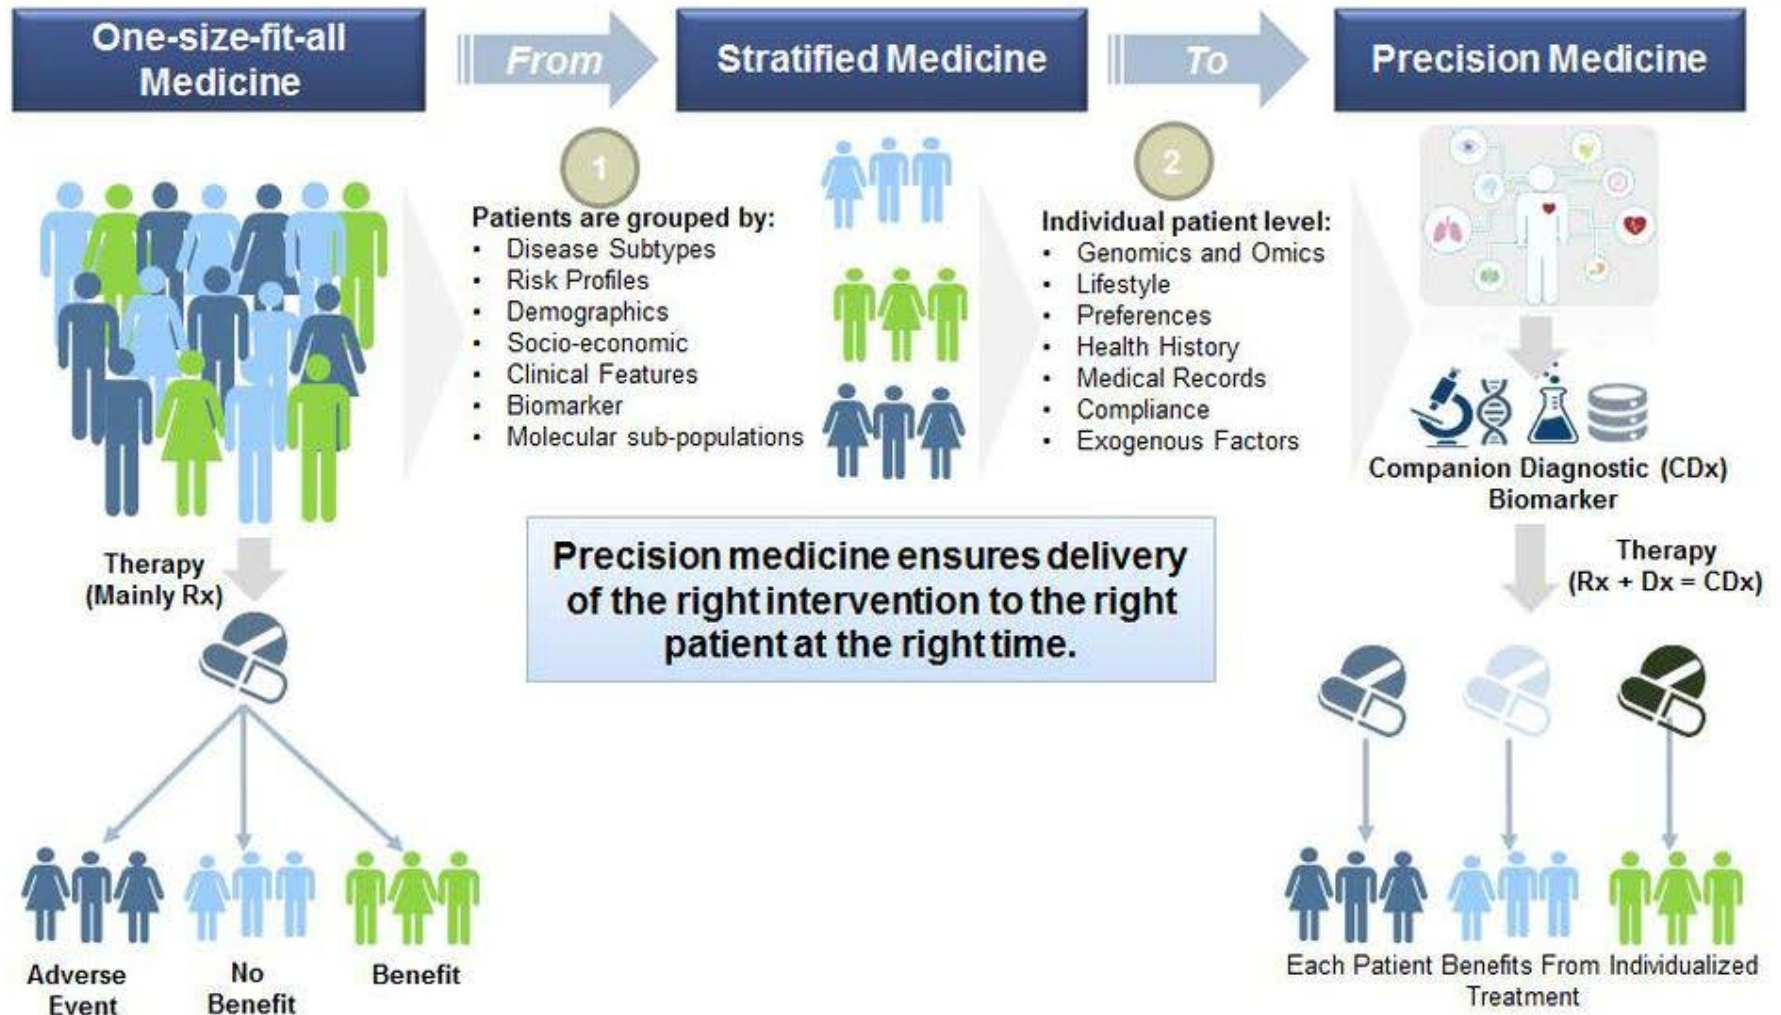 One-size-fit-all
Medicine
From
Stratified Medicine
To
Precision Medicine
1
Patients are grouped by:
• Disease Subtypes
• Risk Profiles
• Demographics
• Socio-economic
• Clinical Features
• Biomarker
• Molecular sub-populations
2
Individual patient level:
• Genomics and Omics
• Lifestyle
• Preferences
• Health History
• Medical Records
• Compliance
• Exogenous Factors
Companion Diagnostic (CDx)
Biomarker
Therapy
(Mainly Rx)
Precision medicine ensures delivery
of the right intervention to the right
patient at the right time.
Therapy
(Rx + Dx = CDx)
Adverse
Event
No
Benefit
Benefit
Each Patient Benefits From Individualized
Treatment